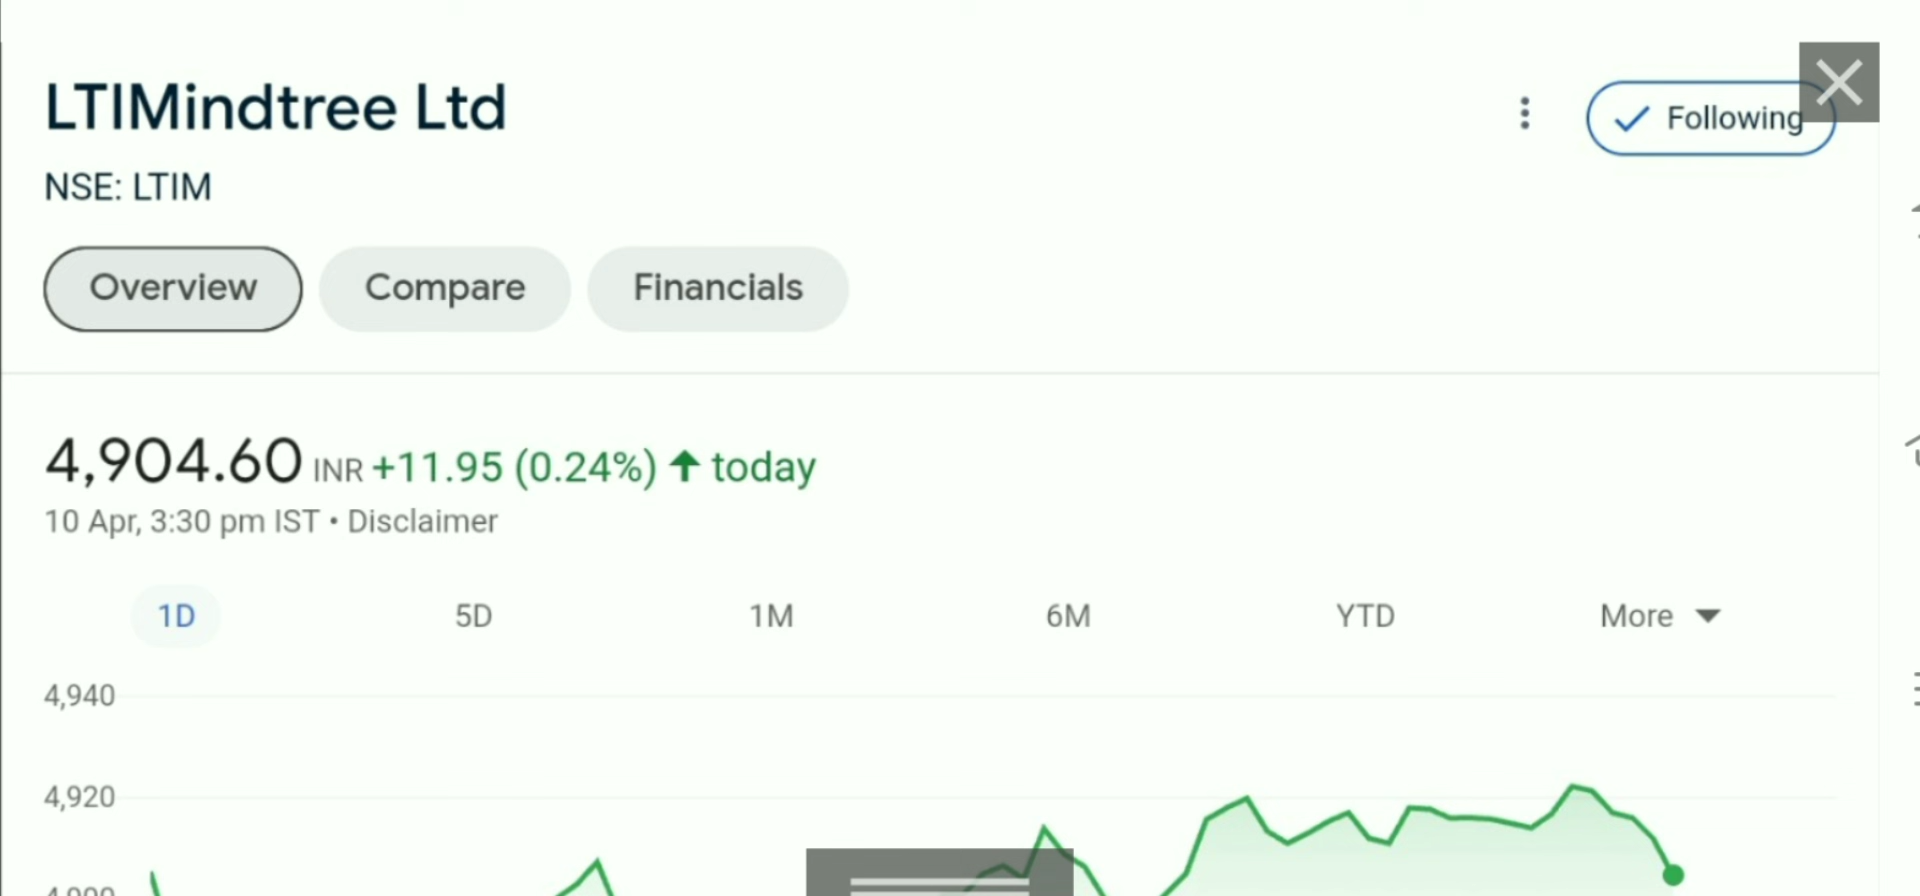 LTIMindtree Ltd
Following
NSE: LTIM
Overview Compare Financials
4,904.60 INR +11.95 (0.24%) ↑ today
10 Apr, 3:30 pm IST • Disclaimer
1D 5D 1M 6M YTD More
4,940
4,920